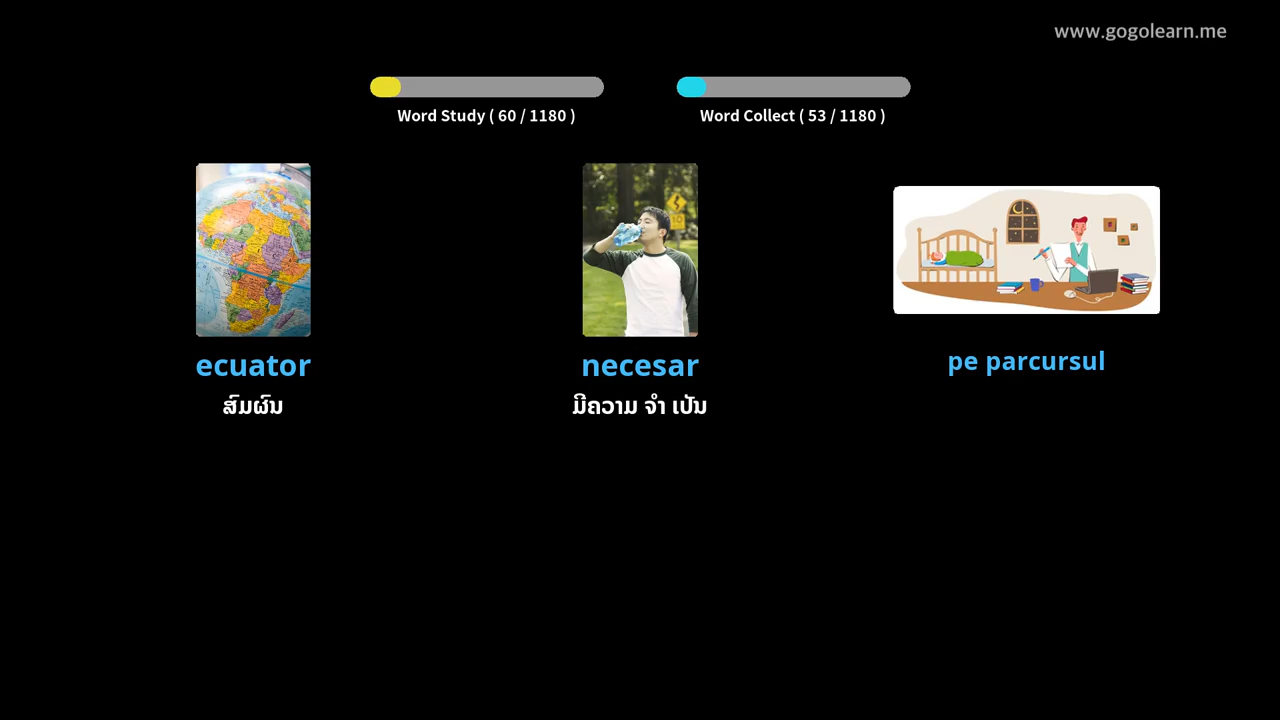 www.gogolearn.me
Word Study ( 60 / 1180 )
Word Collect ( 53 / 1180 )
ecuator
ສົມຜົນ
necesar
ມີຄວາມ ຈຳ ເປັນ
pe parcursul